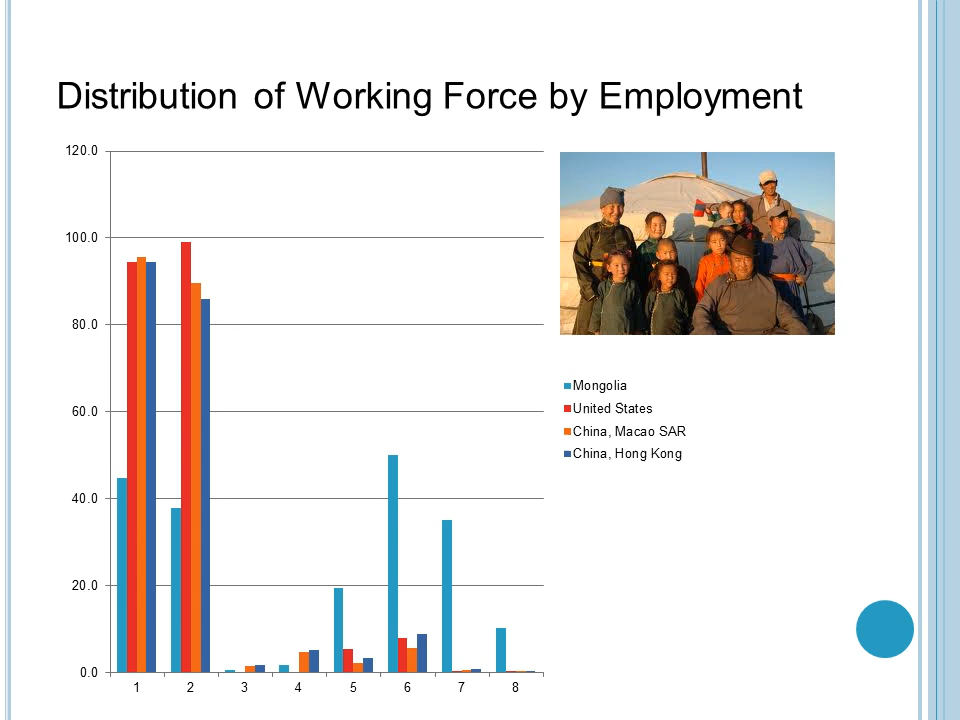 Distribution of Working Force by Employment
120.0
100.0
80.0
60.0
40.0
20.0
0.0
1 2 3 4 5 6 7 8
Mongolia
United States
China, Macao SAR
China, Hong Kong